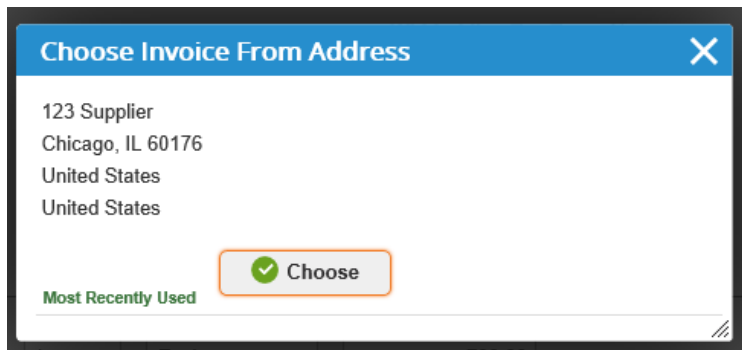 Choose Invoice From Address
123 Supplier
Chicago, IL 60176
United States
United States
Choose
Most Recently Used